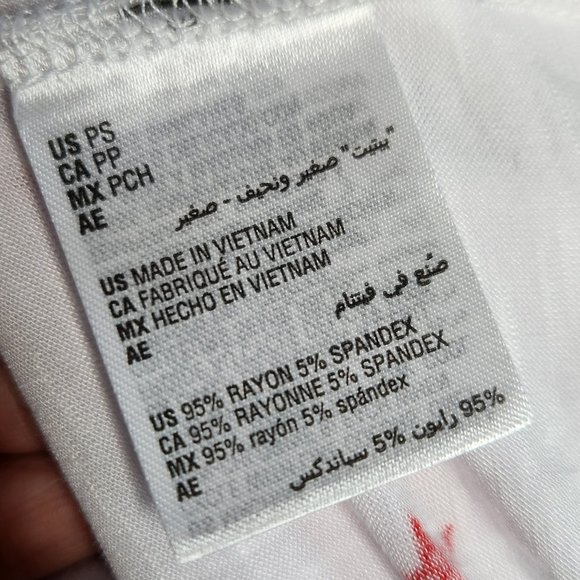 US PS
CA PP
MX PCH
AE "بيتيت" صغير ونحيف - صغير
US MADE IN VIETNAM
CA FABRIQUÉ AU VIETNAM
MX HECHO EN VIETNAM
AE صُنع في فيتنام
US 95% RAYON 5% SPANDEX
CA 95% RAYONNE 5% SPANDEX
MX 95% rayón 5% spándex
AE 95% رايون 5% سباندكس